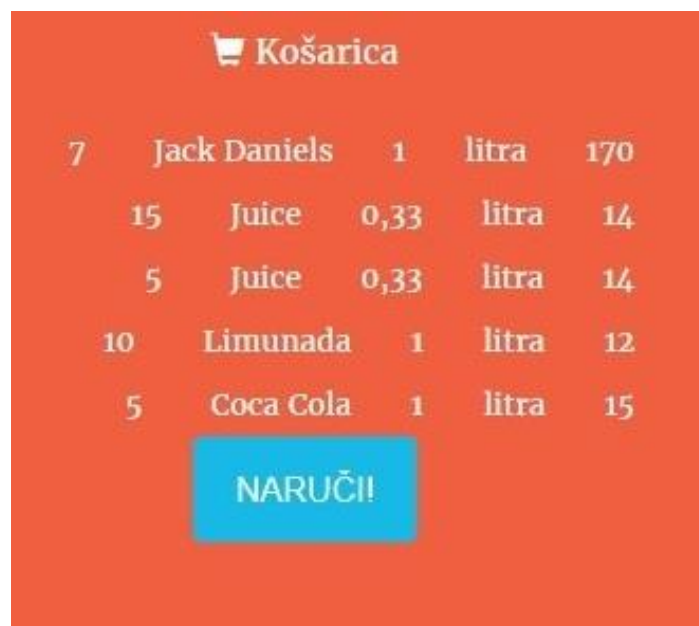 Košarica
7 Jack Daniels 1 litra 170
15 Juice 0,33 litra 14
5 Juice 0,33 litra 14
10 Limunada 1 litra 12
5 Coca Cola 1 litra 15
NARUČI!